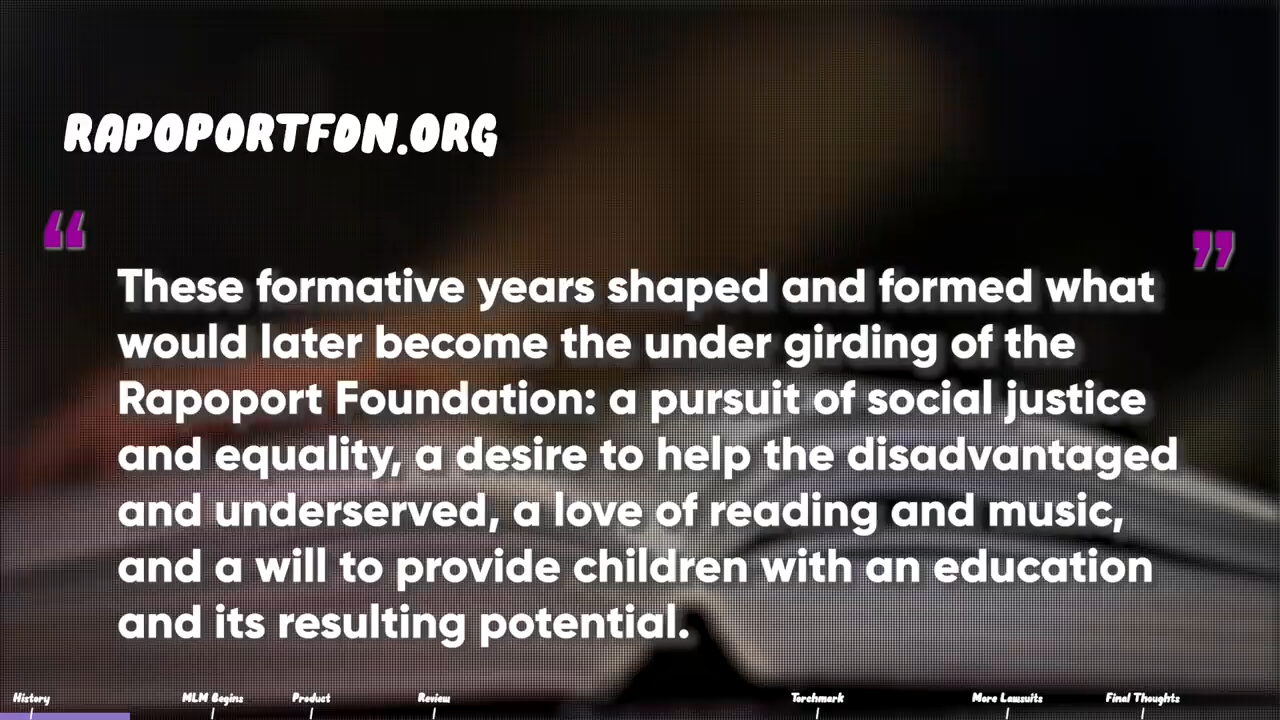 RAPOPORTFDN.ORG
“ ”
These formative years shaped and formed what
would later become the under girding of the
Rapoport Foundation: a pursuit of social justice
and equality, a desire to help the disadvantaged
and underserved, a love of reading and music,
and a will to provide children with an education
and its resulting potential.
History MLM Begins Product Review Torchmark More Lawsuits Final Thoughts